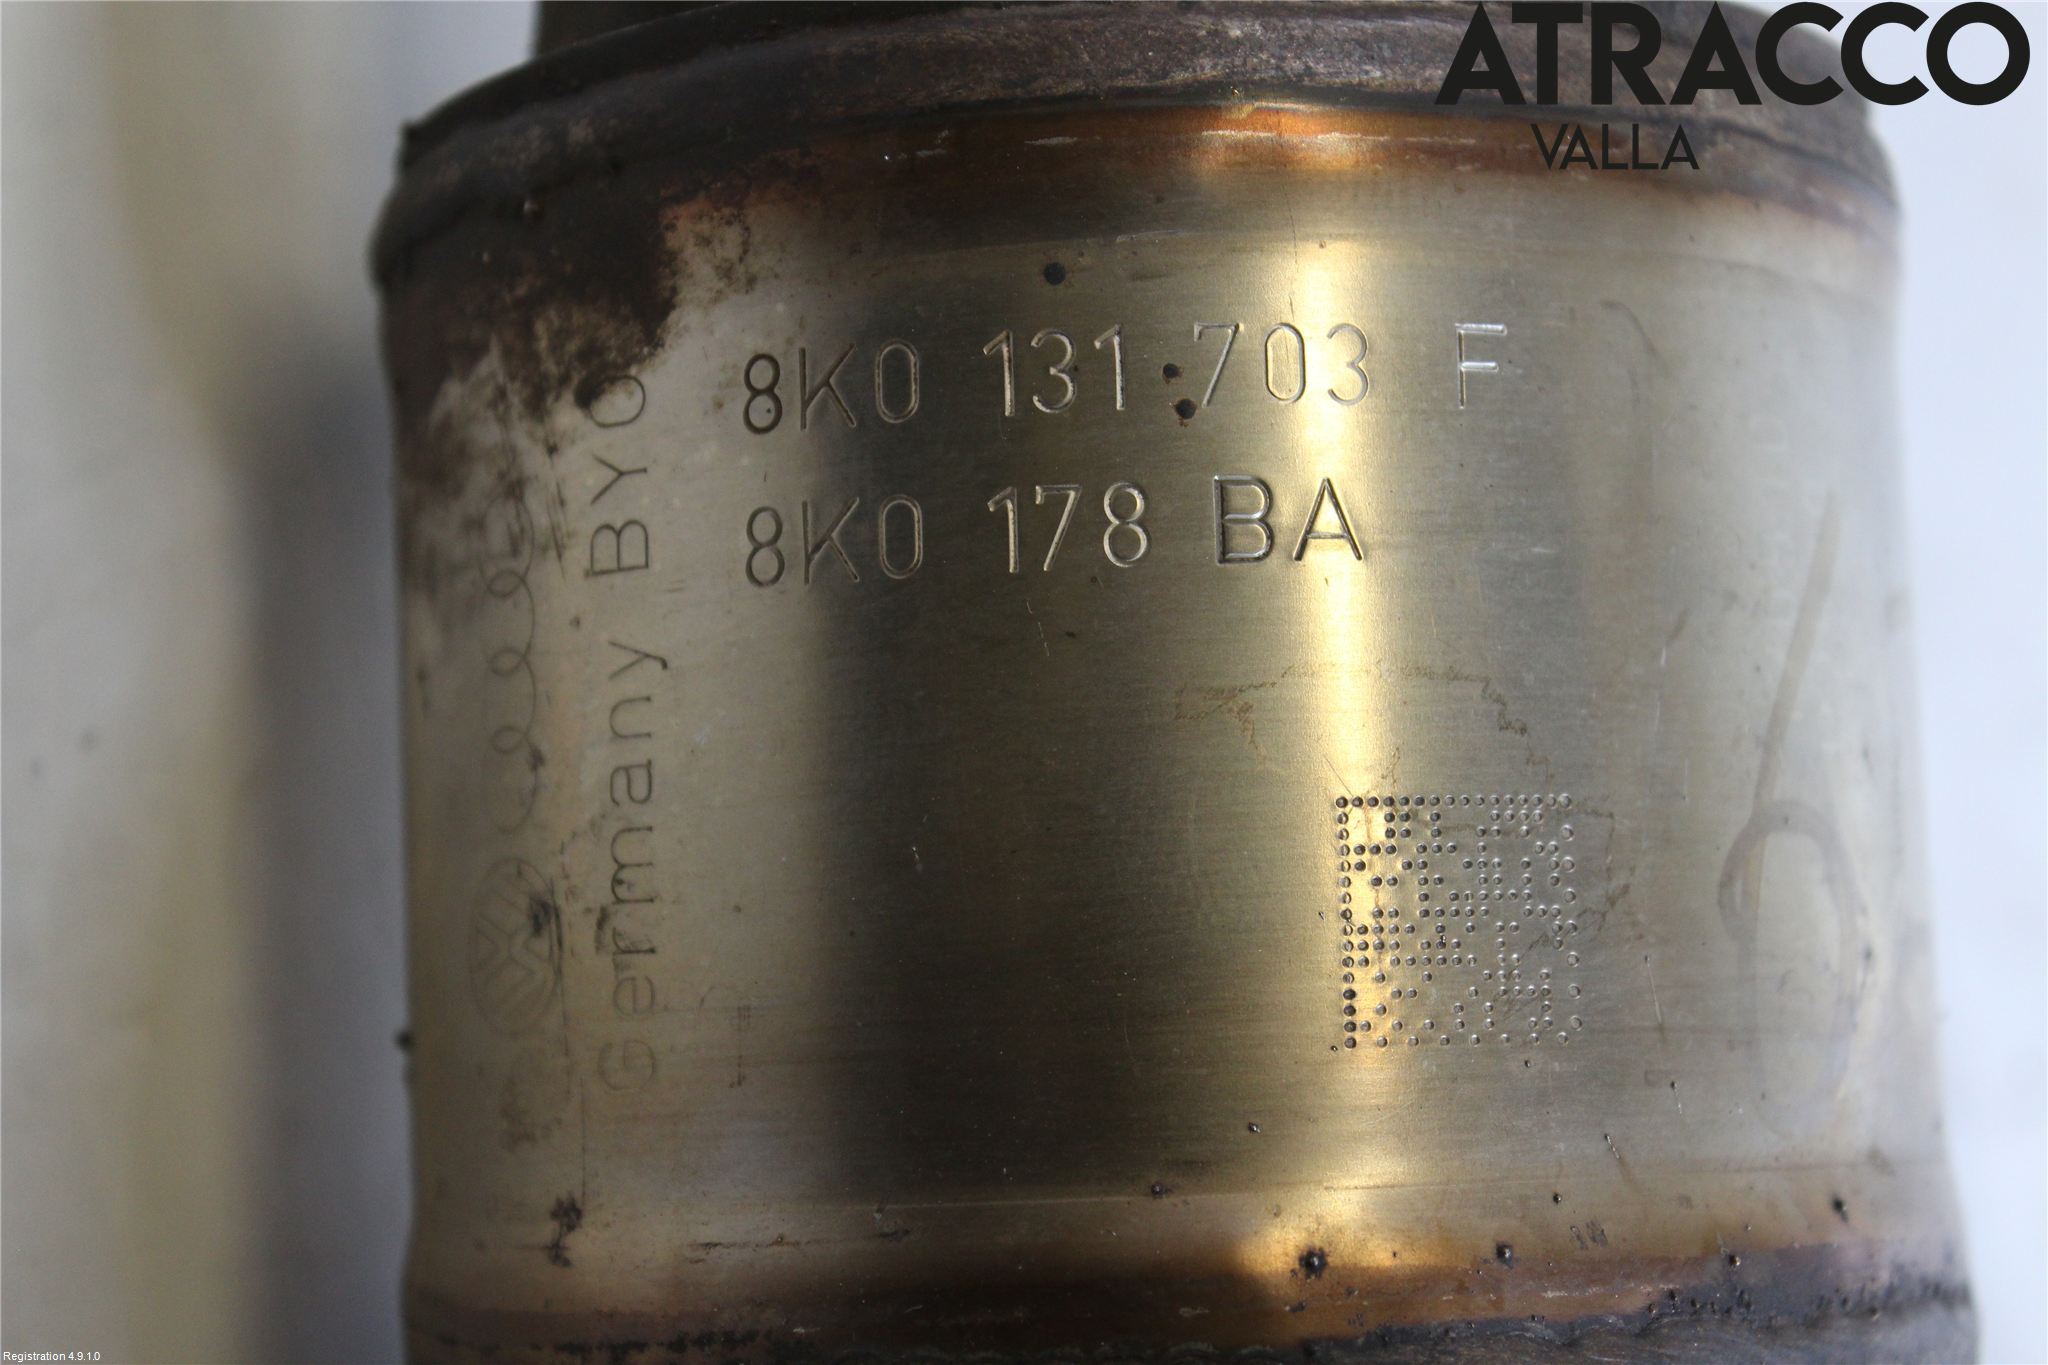 ATRACCO
VALLA
8K0 131 703 F
8K0 178 BA
Germany BYO
Registration 4.9.1.0